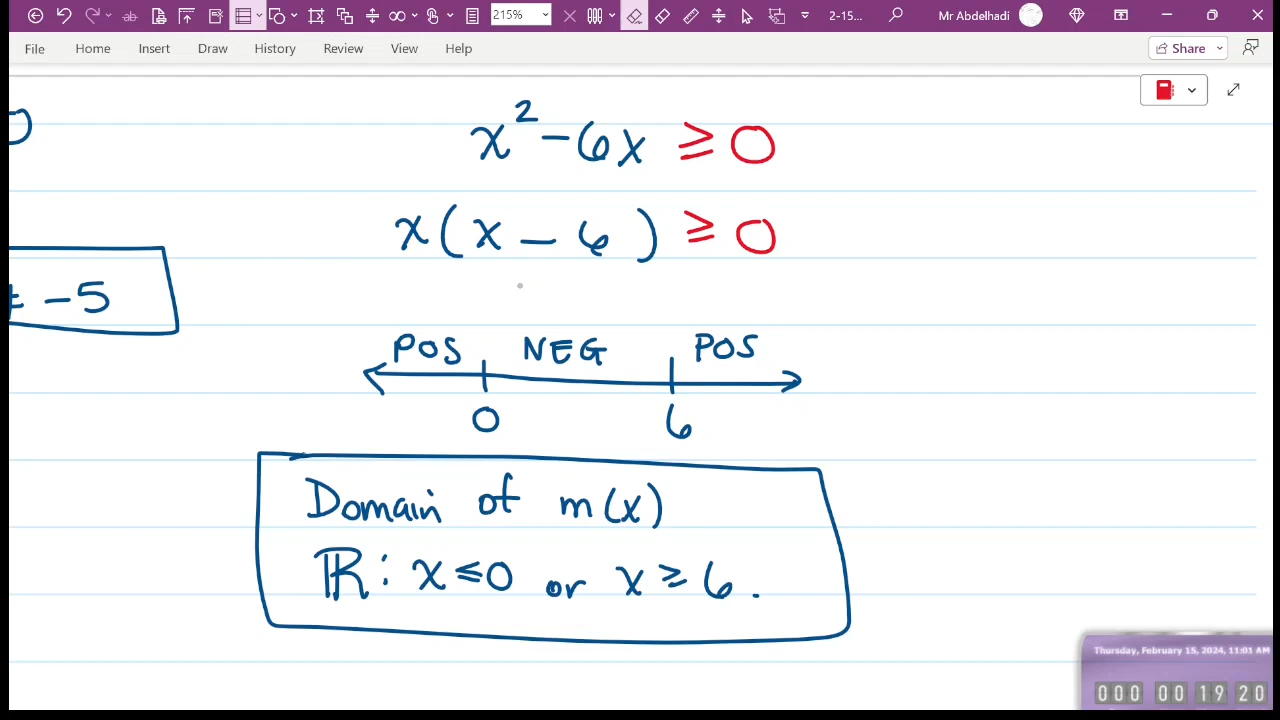 215%
2-15...
Mr Abdelhadi
File Home Insert Draw History Review View Help
Share
x² - 6x ≥ 0
x(x - 6) ≥ 0
≠ -5
POS NEG POS
0 6
Domain of m(x)
ℝ: x ≤ 0 or x ≥ 6.
Thursday, February 15, 2024, 11:01 AM
000 00 19 20